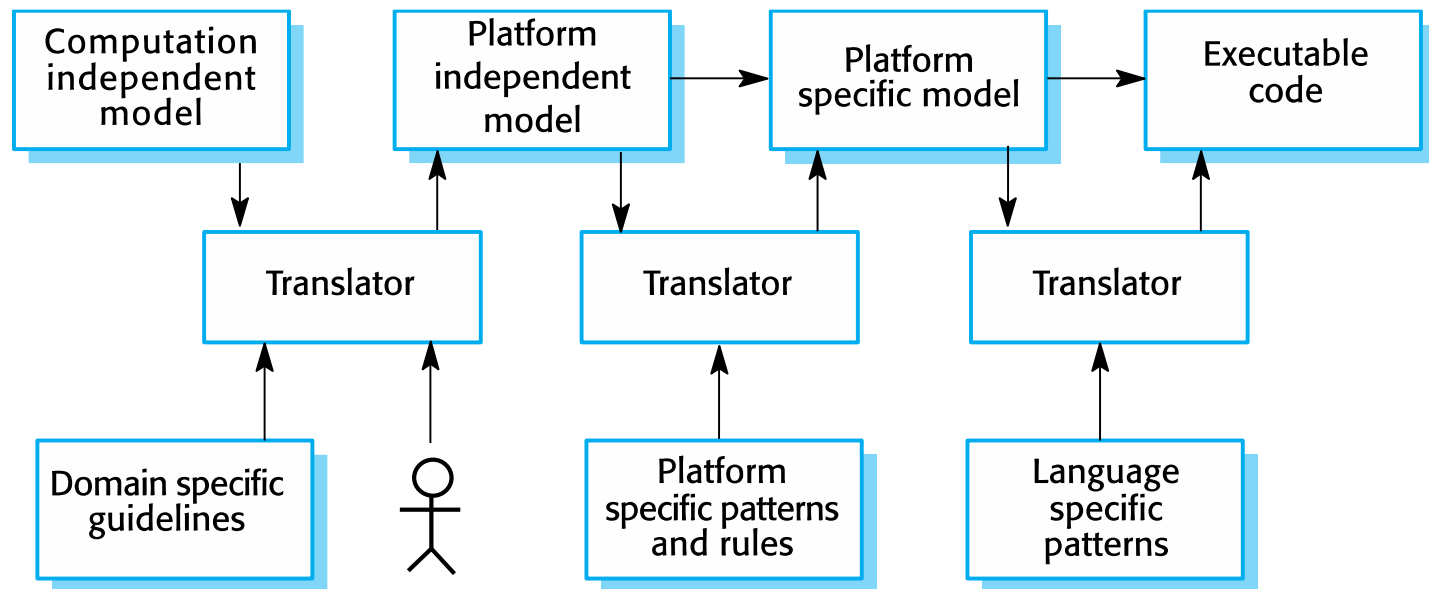 Computation
independent
model
Platform
independent
model
Platform
specific model
Executable
code
Translator
Translator
Translator
Domain specific
guidelines
Platform
specific patterns
and rules
Language
specific
patterns